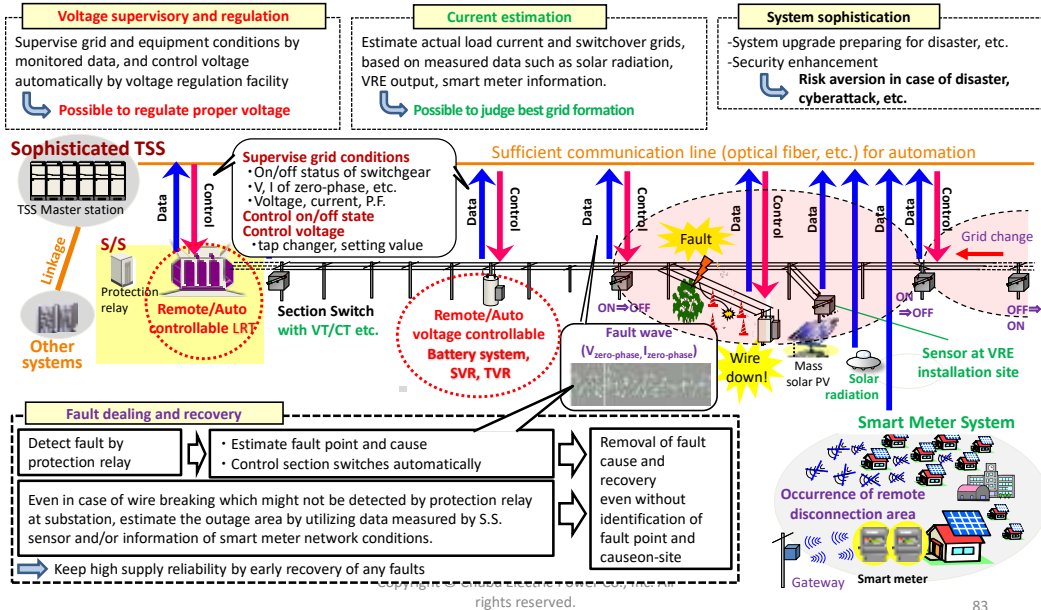 Voltage supervisory and regulation
Supervise grid and equipment conditions by
monitored data, and control voltage
automatically by voltage regulation facility
Possible to regulate proper voltage
Current estimation
Estimate actual load current and switchover grids,
based on measured data such as solar radiation,
VRE output, smart meter information.
Possible to judge best grid formation
System sophistication
-System upgrade preparing for disaster, etc.
-Security enhancement
Risk aversion in case of disaster,
cyberattack, etc.
Sophisticated TSS
TSS Master station
Linkage
Other
systems
S/S
Protection
relay
Data
Control
Remote/Auto
controllable LRT
Supervise grid conditions
・On/off status of switchgear
・V, I of zero-phase, etc.
・Voltage, current, P.F.
Control on/off state
Control voltage
・tap changer, setting value
Sufficient communication line (optical fiber, etc.) for automation
Section Switch
with VT/CT etc.
Data
Control
Remote/Auto
voltage controllable
Battery system,
SVR, TVR
Data
Control
ON⇒OFF
Fault
Data
Control
Fault wave
(Vzero-phase, Izero-phase)
Wire
down!
Mass
solar PV
Data
Solar
radiation
Data
Data
Control
ON
⇒OFF
Grid change
OFF⇒
ON
Sensor at VRE
installation site
Smart Meter System
Occurrence of remote
disconnection area
Gateway
Smart meter
Fault dealing and recovery
Detect fault by
protection relay
・Estimate fault point and cause
・Control section switches automatically
Removal of fault
cause and
recovery
even without
identification of
fault point and
causeon-site
Even in case of wire breaking which might not be detected by protection relay
at substation, estimate the outage area by utilizing data measured by S.S.
sensor and/or information of smart meter network conditions.
Keep high supply reliability by early recovery of any faults
Copyright © Chubu Electric Power Co., Inc. All
rights reserved.
83